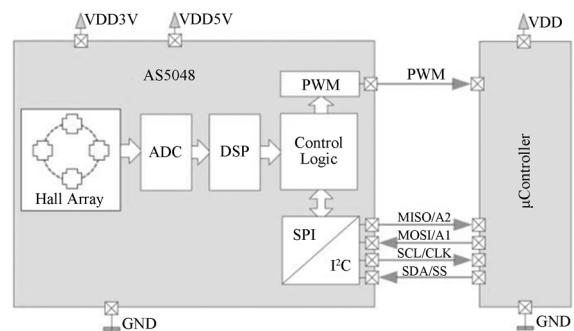 VDD3V
VDD5V
VDD
AS5048
PWM
PWM
Hall Array
ADC
DSP
Control
Logic
SPI
I²C
MISO/A2
MOSI/A1
SCL/CLK
SDA/SS
µController
GND
GND